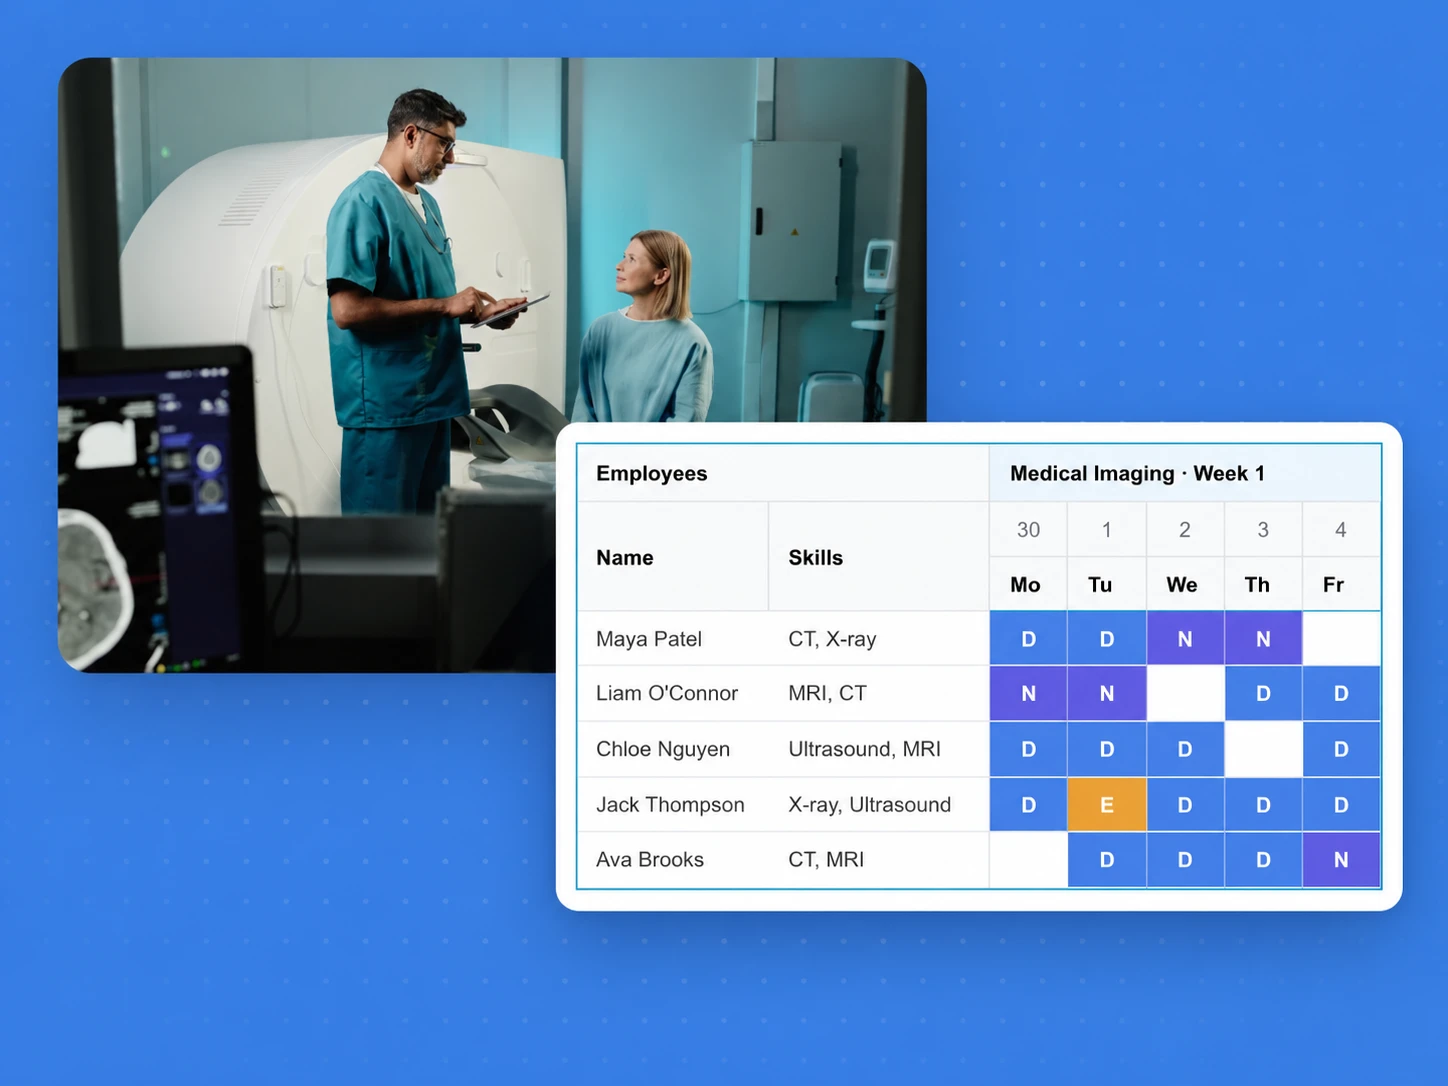 Employees Medical Imaging · Week 1
Name Skills
30 1 2 3 4
Mo Tu We Th Fr
Maya Patel CT, X-ray D D N N
Liam O'Connor MRI, CT N N D D
Chloe Nguyen Ultrasound, MRI D D D D
Jack Thompson X-ray, Ultrasound D E D D D
Ava Brooks CT, MRI D D D N